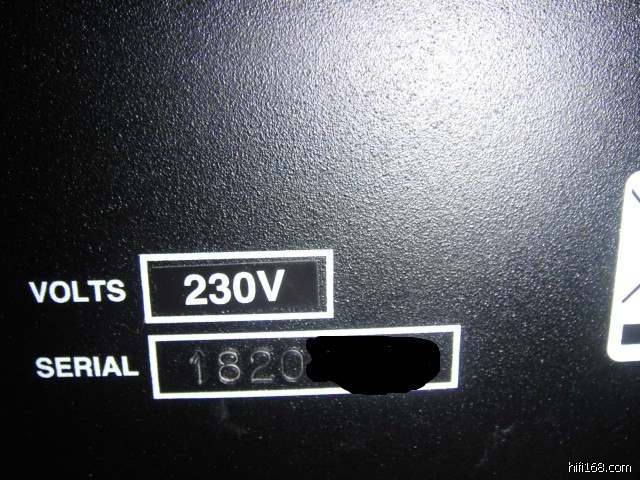 VOLTS 230V
SERIAL 1820
hifi168.com